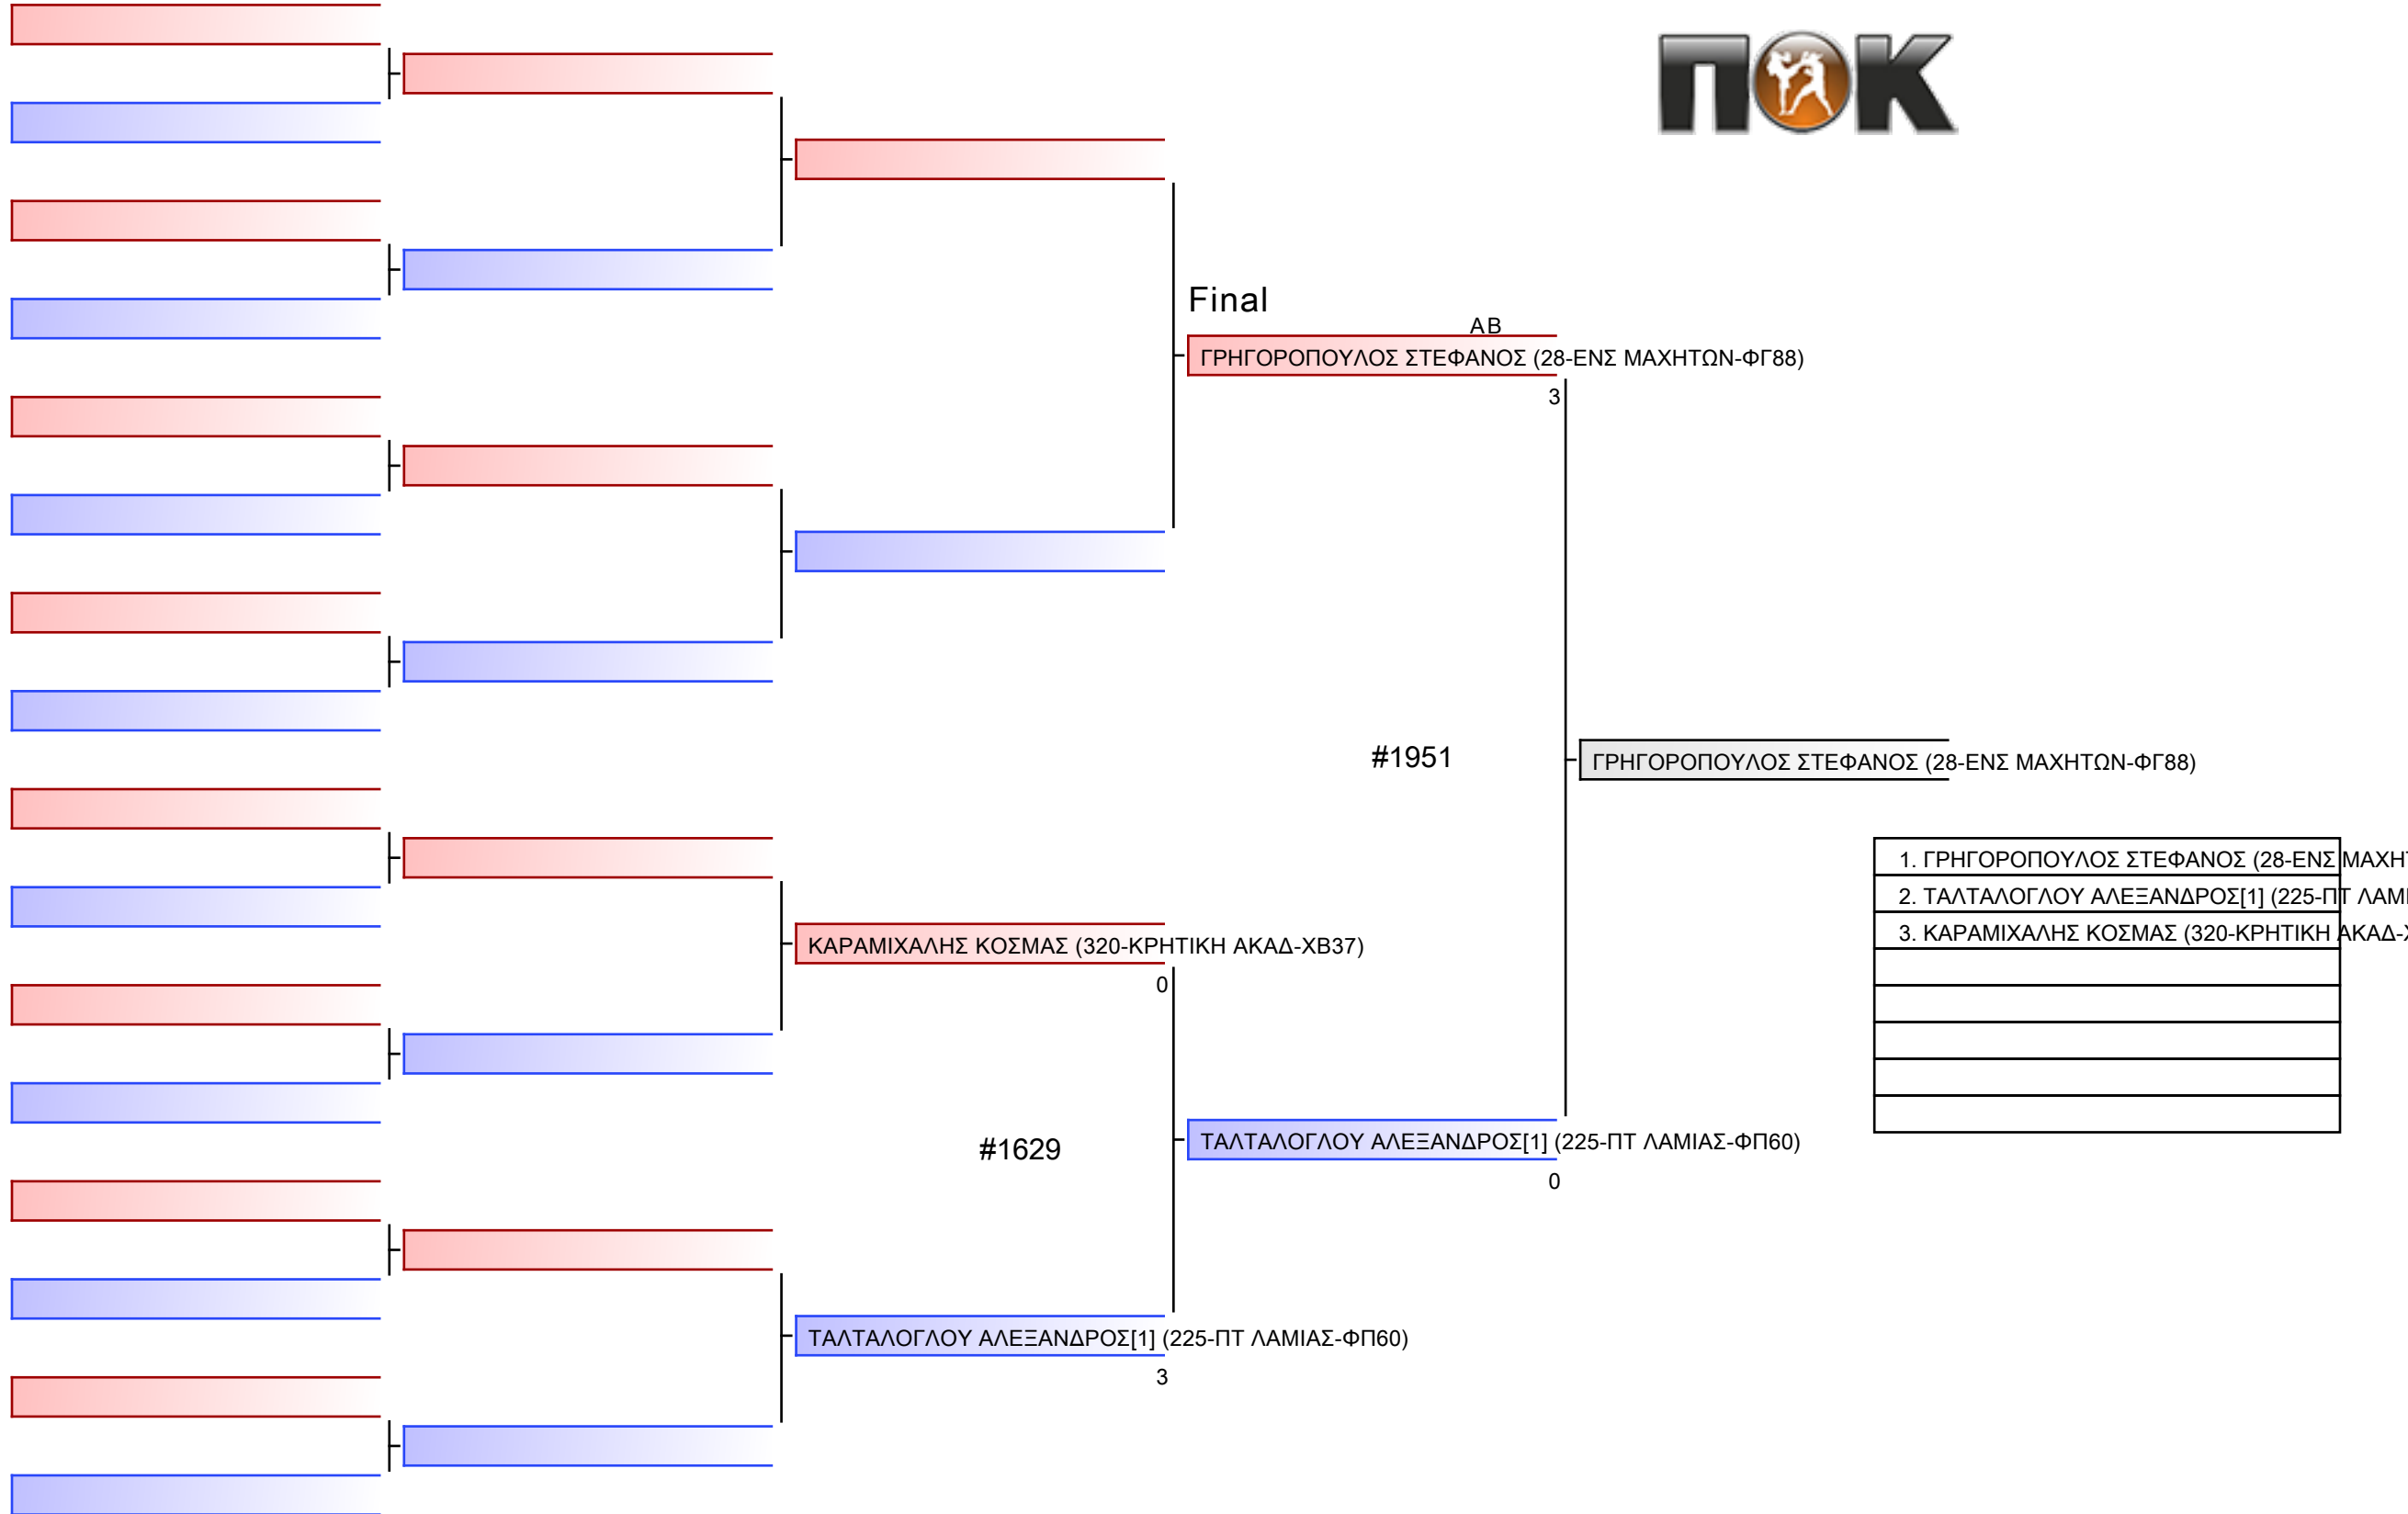 ΠΟΚ
Final
AB
ΓΡΗΓΟΡΟΠΟΥΛΟΣ ΣΤΕΦΑΝΟΣ (28-ΕΝΣ ΜΑΧΗΤΩΝ-ΦΓ88)
3
#1951
ΓΡΗΓΟΡΟΠΟΥΛΟΣ ΣΤΕΦΑΝΟΣ (28-ΕΝΣ ΜΑΧΗΤΩΝ-ΦΓ88)
1. ΓΡΗΓΟΡΟΠΟΥΛΟΣ ΣΤΕΦΑΝΟΣ (28-ΕΝΣ
2. ΤΑΛΤΑΛΟΓΛΟΥ ΑΛΕΞΑΝΔΡΟΣ[1] (225-ΠΤ
3. ΚΑΡΑΜΙΧΑΛΗΣ ΚΟΣΜΑΣ (320-ΚΡΗΤΙΚΗ
ΚΑΡΑΜΙΧΑΛΗΣ ΚΟΣΜΑΣ (320-ΚΡΗΤΙΚΗ ΑΚΑΔ-ΧΒ37)
0
#1629
ΤΑΛΤΑΛΟΓΛΟΥ ΑΛΕΞΑΝΔΡΟΣ[1] (225-ΠΤ ΛΑΜΙΑΣ-ΦΠ60)
0
ΤΑΛΤΑΛΟΓΛΟΥ ΑΛΕΞΑΝΔΡΟΣ[1] (225-ΠΤ ΛΑΜΙΑΣ-ΦΠ60)
3